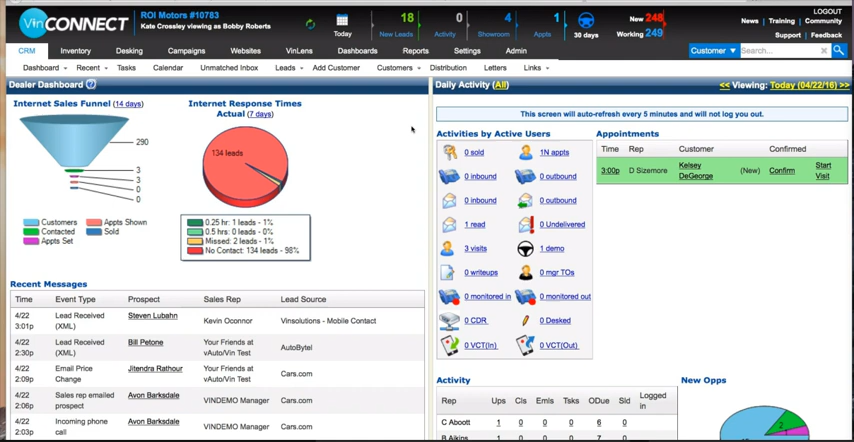 VinCONNECT
ROI Motors #10783
Kate Crossley viewing as Bobby Roberts
Today
18
New Leads
0
Activity
4
Showroom
1
Appts
30 days
New 248
Working 249
LOGOUT
News | Training | Community
Support | Feedback
CRM Inventory Desking Campaigns Websites VinLens Dashboards Reports Settings Admin
Customer Search...
Dashboard Recent Tasks Calendar Unmatched Inbound Leads Add Customer Customers Distribution Letters Links
Dealer Dashboard ?
Internet Sales Funnel (14 days)
290
3
3
0
0
Customers Appts Shown
Contacted Sold
Appts Set
Internet Response Times
Actual (7 days)
134 leads
0.25 hr: 1 leads - 1%
0.5 hrs: 0 leads - 0%
Missed: 2 leads - 1%
No Contact: 134 leads - 98%
Recent Messages
Time Event Type Prospect Sales Rep Lead Source
4/22 3:01p Lead Received (XML) Steven Lubahn Kevin Oconnor Vinsolutions - Mobile Contact
4/22 2:30p Lead Received (XML) Bill Petone Your Friends at vAuto/Vin Test AutoBytel
4/22 2:09p Email Price Change Jitendra Rathour Your Friends at vAuto/Vin Test Cars.com
4/22 2:06p Sales rep emailed prospect Avon Barksdale VINDEMO Manager Cars.com
4/22 2:03p Incoming phone call Avon Barksdale VINDEMO Manager Cars.com
Daily Activity (All)
<< Viewing: Today (04/22/16) >>
This screen will auto-refresh every 5 minutes and will not log you out.
Activities by Active Users
0 sold 1N appts
0 inbound 0 outbound
0 inbound 0 outbound
1 read 0 Undelivered
3 visits 1 demo
0 writeups 0 mgr TOs
0 monitored in 0 monitored out
0 CDR 0 Desked
0 VCT(In) 0 VCT(Out)
Appointments
Time Rep Customer Confirmed
3:00p D Sizemore Kelsey DeGeorge (New) Confirm Start Visit
Activity
Rep Ups Cls Emls Tsks ODue Sld Logged in
C Abbott 1 0 0 0 6 0
B Aikins
New Opps
2